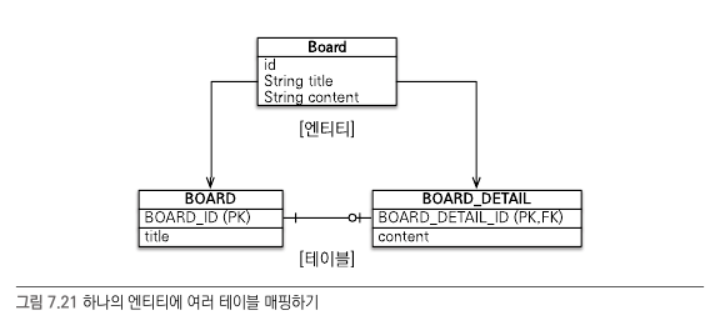 Board
id
String title
String content
[엔티티]
BOARD
BOARD_ID (PK)
title
BOARD_DETAIL
BOARD_DETAIL_ID (PK,FK)
content
[테이블]
그림 7.21 하나의 엔티티에 여러 테이블 매핑하기